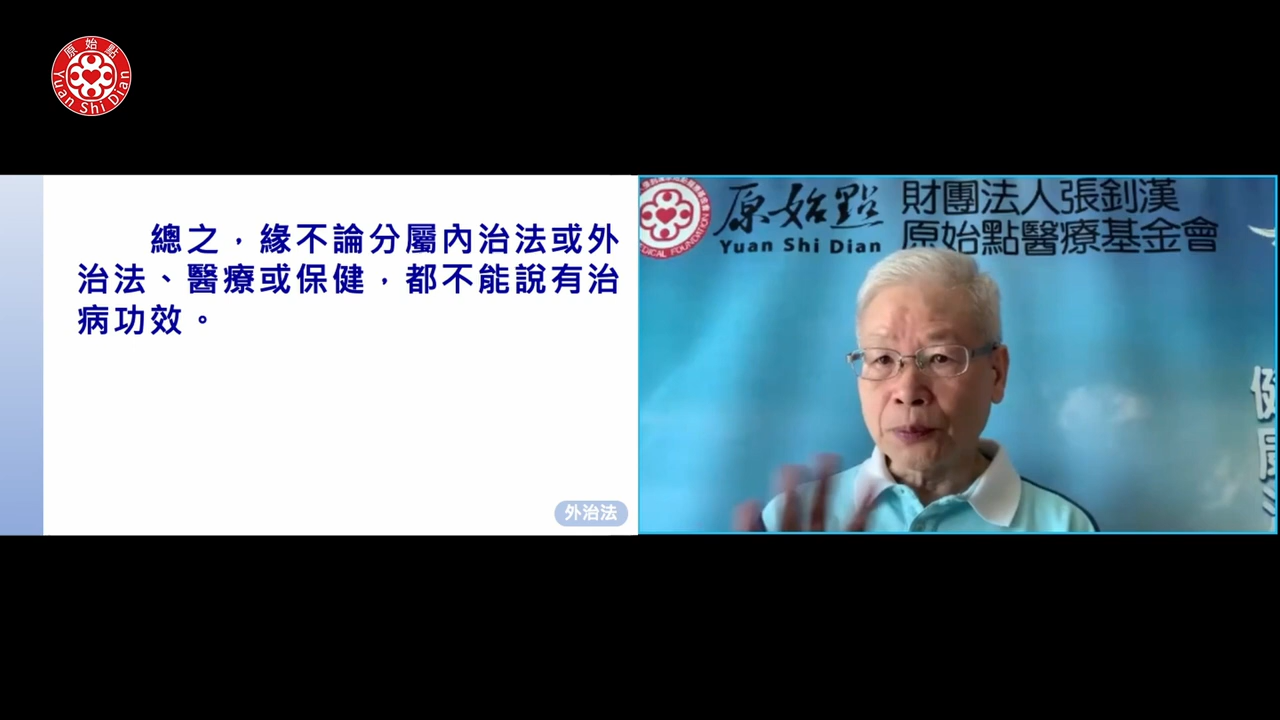 原始點
Yuan Shi Dian
總之，緣不論分屬內治法或外
治法、醫療或保健，都不能說有治
病功效。
外治法
原始點
Yuan Shi Dian
財團法人張釗漢
原始點醫療基金會